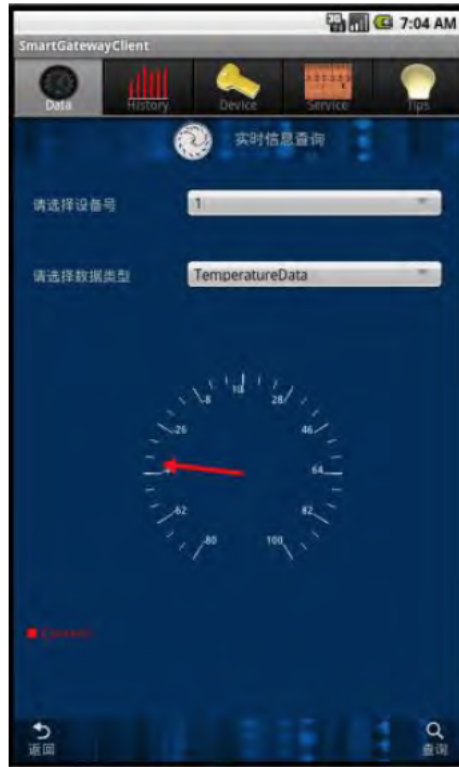 7:04 AM
SmartGatewayClient
Data History Device Service Tips
实时信息查询
请选择设备号 1
请选择数据类型 TemperatureData
-8 10 28
-26 46
64
-62 82
-80 100
返回 查询